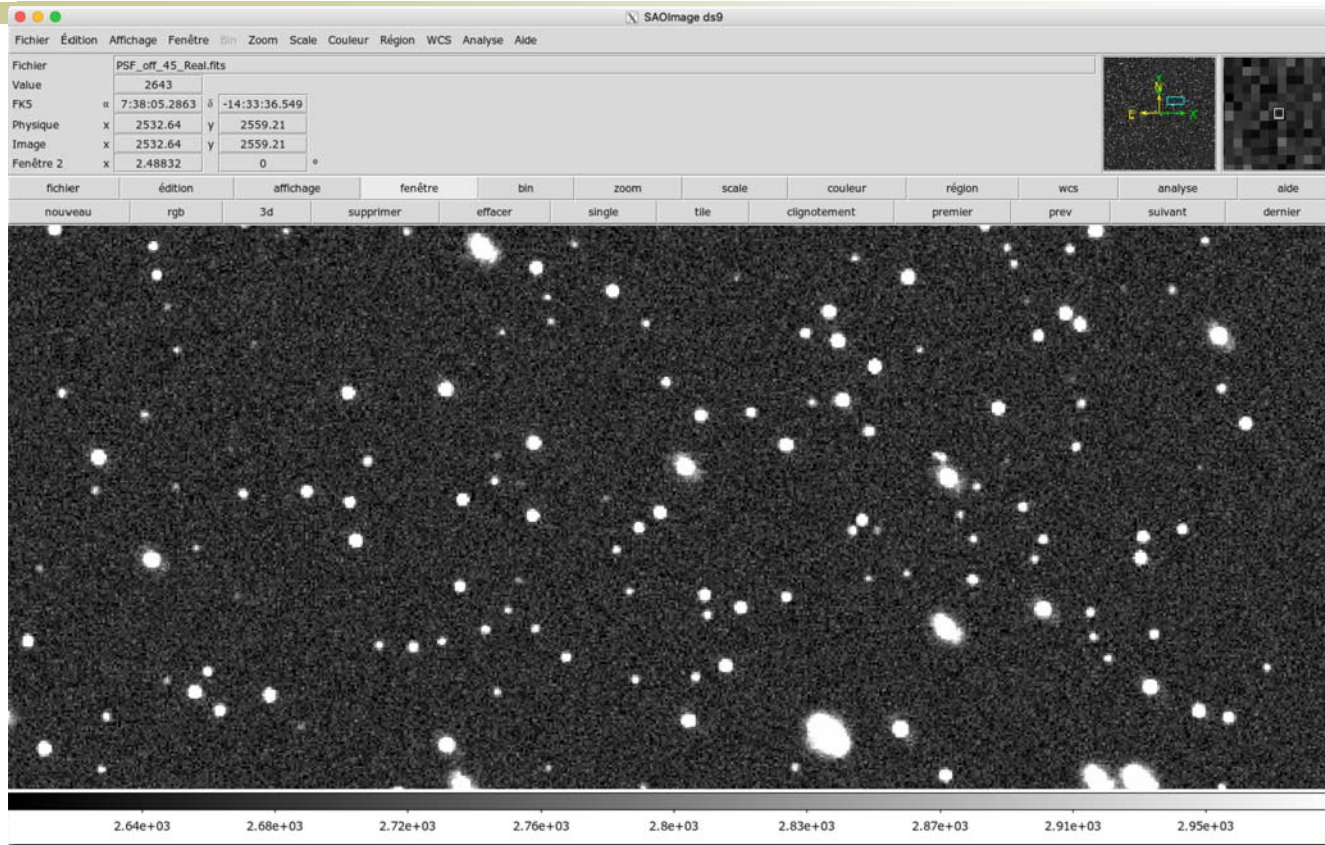 SAOImage ds9
Fichier Édition Affichage Fenêtre Bin Zoom Scale Couleur Région WCS Analyse Aide
Fichier PSF_off_45_Real.fits
Value 2643
FK5 α 7:38:05.2863 δ -14:33:36.549
Physique x 2532.64 y 2559.21
Image x 2532.64 y 2559.21
Fenêtre 2 x 2.48832 0 °
N
Y
E X
fichier édition affichage fenêtre bin zoom scale couleur région wcs analyse aide
nouveau rgb 3d supprimer effacer single tile clignotement premier prev suivant dernier
2.64e+03 2.68e+03 2.72e+03 2.76e+03 2.8e+03 2.83e+03 2.87e+03 2.91e+03 2.95e+03